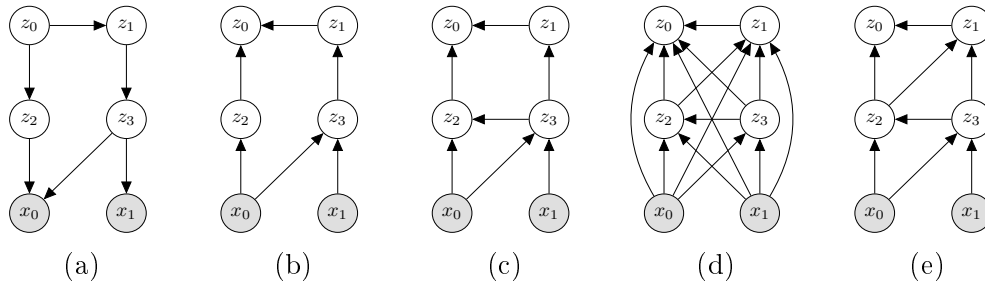 z0 z1 z0 z1 z0 z1 z0 z1 z0 z1
z2 z3 z2 z3 z2 z3 z2 z3 z2 z3
x0 x1 x0 x1 x0 x1 x0 x1 x0 x1
(a) (b) (c) (d) (e)